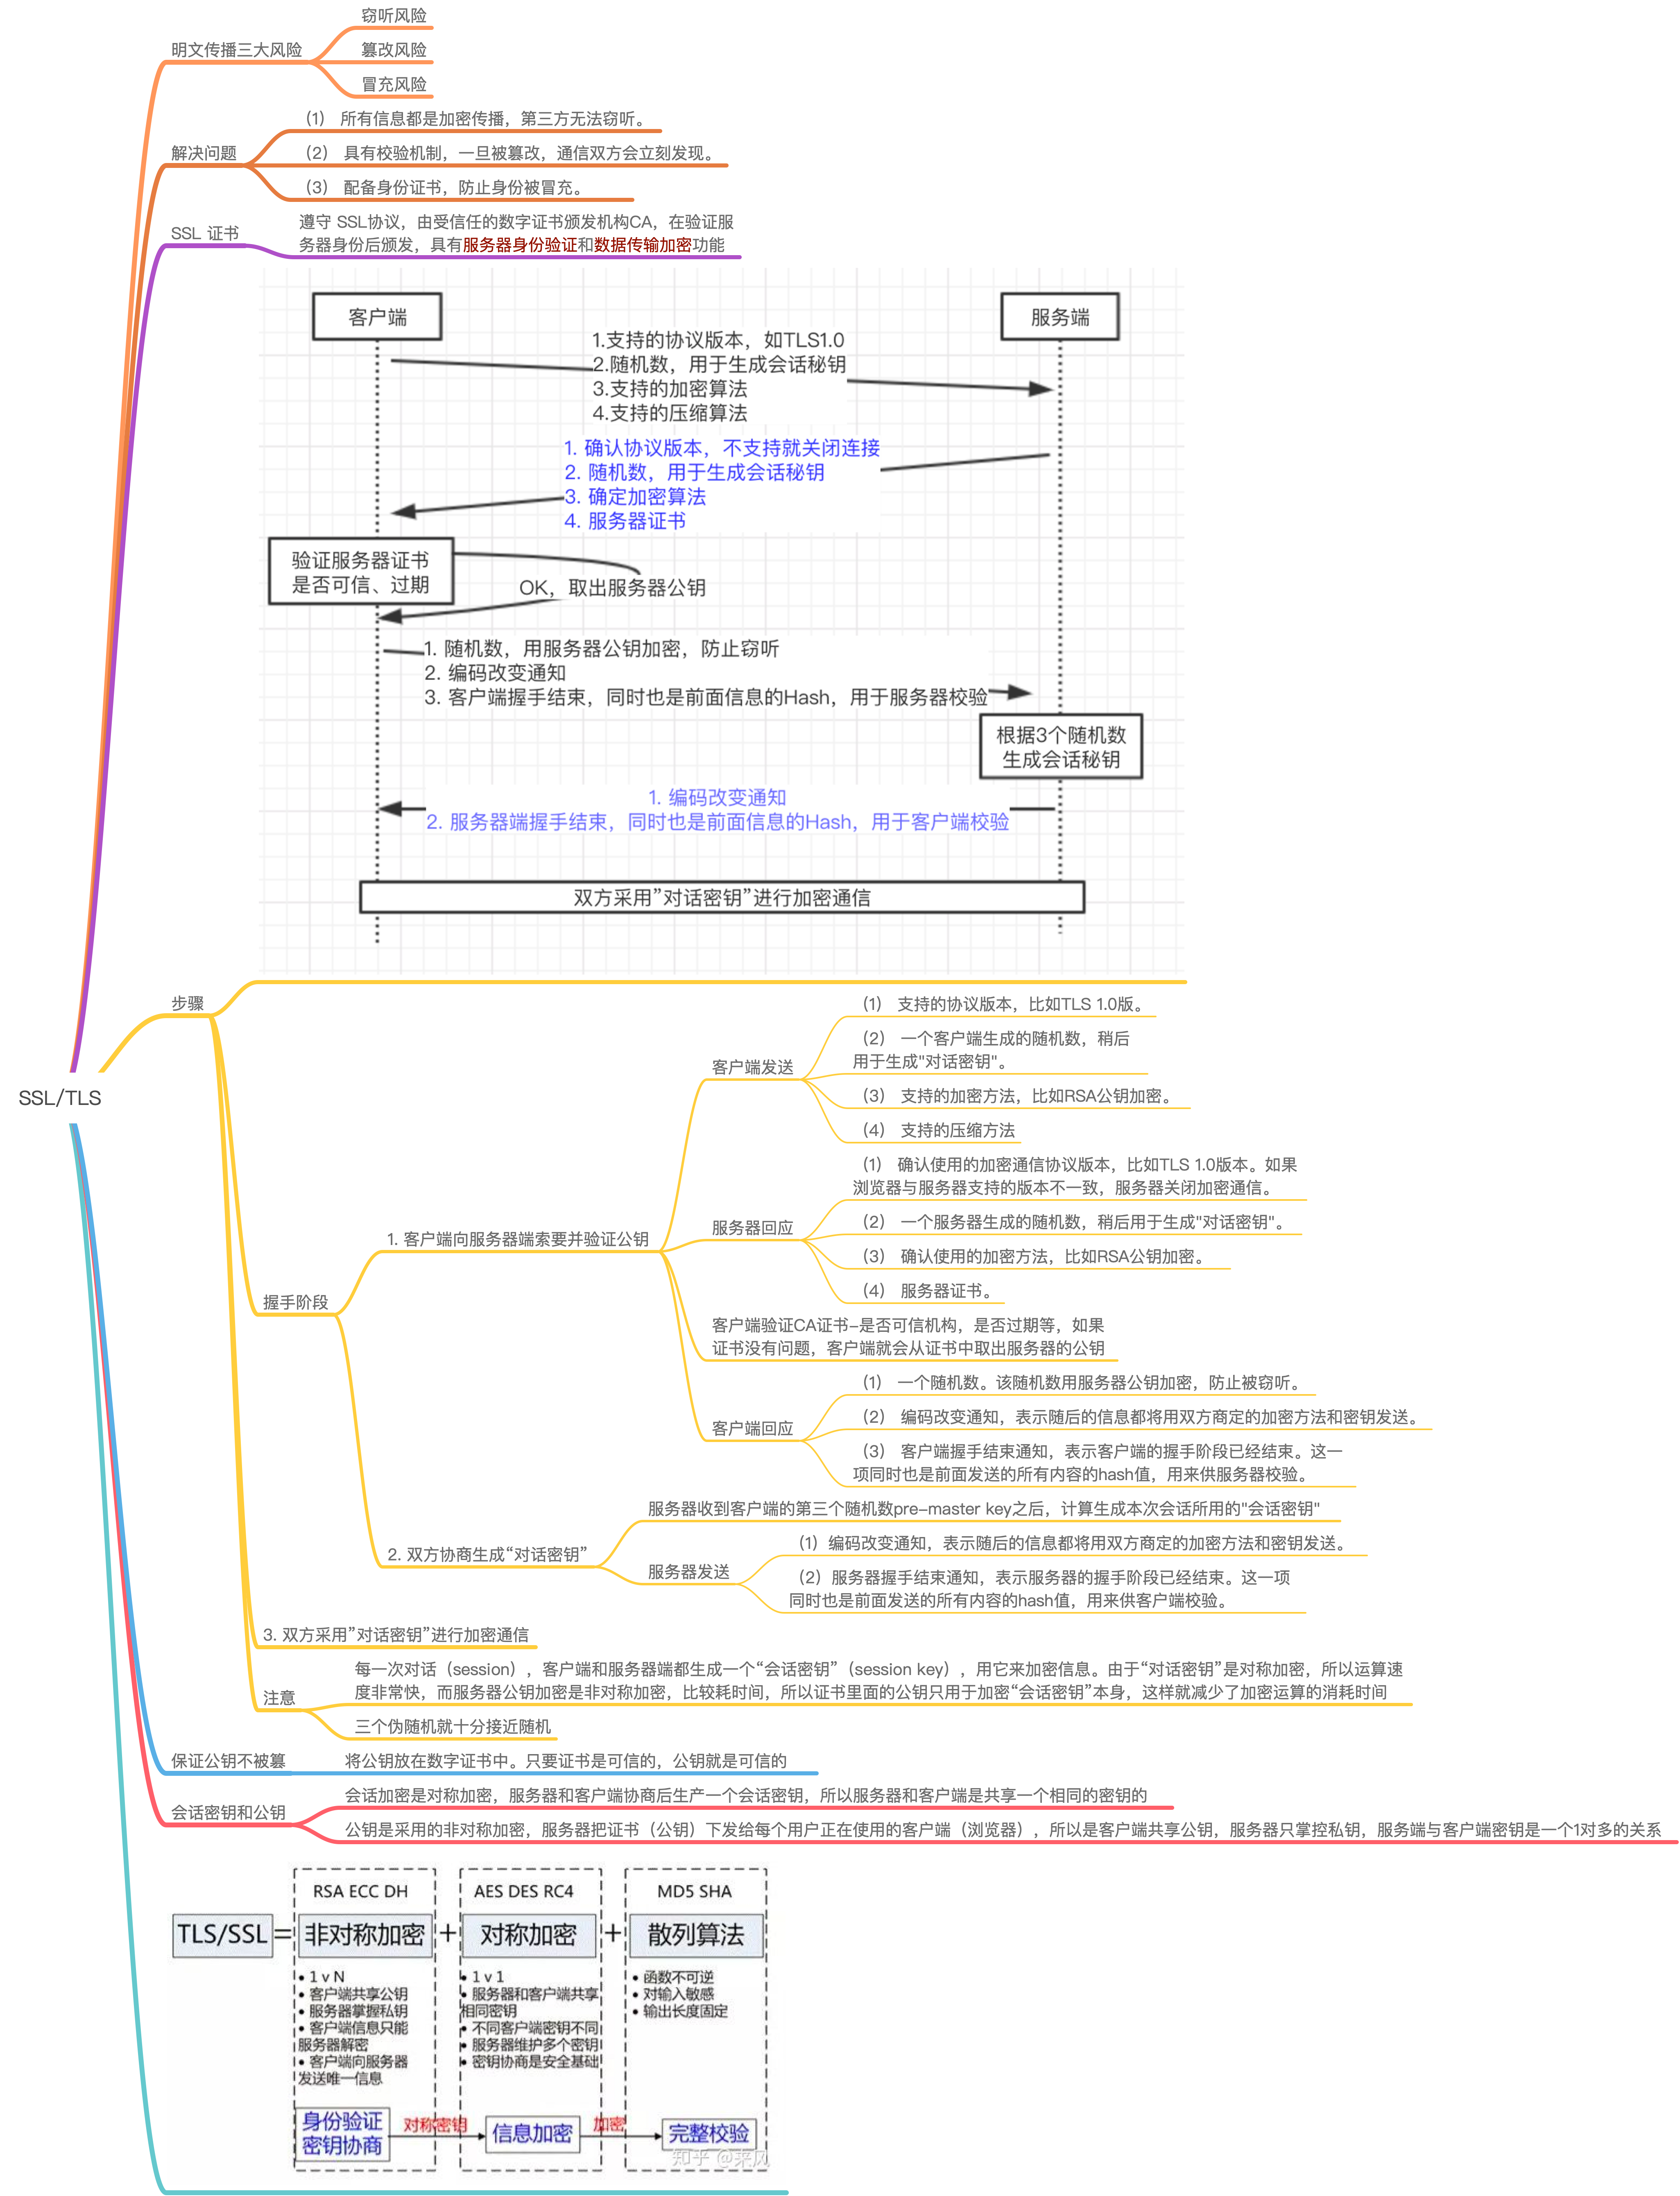 窃听风险
明文传播三大风险
篡改风险
冒充风险
（1） 所有信息都是加密传播，第三方无法窃听。
解决问题
（2） 具有校验机制，一旦被篡改，通信双方会立刻发现。
（3） 配备身份证书，防止身份被冒充。
SSL 证书
遵守 SSL协议，由受信任的数字证书颁发机构CA，在验证服
务器身份后颁发，具有服务器身份验证和数据传输加密功能
客户端
服务端
1.支持的协议版本，如TLS1.0
2.随机数，用于生成会话秘钥
3.支持的加密算法
4.支持的压缩算法
1. 确认协议版本，不支持就关闭连接
2. 随机数，用于生成会话秘钥
3. 确定加密算法
4. 服务器证书
验证服务器证书
是否可信、过期
OK，取出服务器公钥
1. 随机数，用服务器公钥加密，防止窃听
2. 编码改变通知
3. 客户端握手结束，同时也是前面信息的Hash，用于服务器校验
根据3个随机数
生成会话秘钥
1. 编码改变通知
2. 服务器端握手结束，同时也是前面信息的Hash，用于客户端校验
双方采用”对话密钥”进行加密通信
步骤
SSL/TLS
握手阶段
1. 客户端向服务器端索要并验证公钥
客户端发送
（1） 支持的协议版本，比如TLS 1.0版。
（2） 一个客户端生成的随机数，稍后
用于生成"对话密钥"。
（3） 支持的加密方法，比如RSA公钥加密。
（4） 支持的压缩方法
服务器回应
（1） 确认使用的加密通信协议版本，比如TLS 1.0版本。如果
浏览器与服务器支持的版本不一致，服务器关闭加密通信。
（2） 一个服务器生成的随机数，稍后用于生成"对话密钥"。
（3） 确认使用的加密方法，比如RSA公钥加密。
（4） 服务器证书。
客户端验证CA证书-是否可信机构，是否过期等，如果
证书没有问题，客户端就会从证书中取出服务器的公钥
客户端回应
（1） 一个随机数。该随机数用服务器公钥加密，防止被窃听。
（2） 编码改变通知，表示随后的信息都将用双方商定的加密方法和密钥发送。
（3） 客户端握手结束通知，表示客户端的握手阶段已经结束。这一
项同时也是前面发送的所有内容的hash值，用来供服务器校验。
2. 双方协商生成“对话密钥”
服务器收到客户端的第三个随机数pre-master key之后，计算生成本次会话所用的"会话密钥"
服务器发送
（1）编码改变通知，表示随后的信息都将用双方商定的加密方法和密钥发送。
（2）服务器握手结束通知，表示服务器的握手阶段已经结束。这一项
同时也是前面发送的所有内容的hash值，用来供客户端校验。
3. 双方采用”对话密钥”进行加密通信
注意
每一次对话（session），客户端和服务器端都生成一个“会话密钥”（session key），用它来加密信息。由于“对话密钥”是对称加密，所以运算速
度非常快，而服务器公钥加密是非对称加密，比较耗时间，所以证书里面的公钥只用于加密“会话密钥”本身，这样就减少了加密运算的消耗时间
三个伪随机就十分接近随机
保证公钥不被篡
将公钥放在数字证书中。只要证书是可信的，公钥就是可信的
会话密钥和公钥
会话加密是对称加密，服务器和客户端协商后生产一个会话密钥，所以服务器和客户端是共享一个相同的密钥的
公钥是采用的非对称加密，服务器把证书（公钥）下发给每个用户正在使用的客户端（浏览器），所以是客户端共享公钥，服务器只掌控私钥，服务端与客户端密钥是一个1对多的关系
RSA ECC DH
AES DES RC4
MD5 SHA
TLS/SSL=非对称加密+对称加密+散列算法
• 1 v N
• 客户端共享公钥
• 服务器掌握私钥
• 客户端信息只能
服务器解密
• 客户端向服务器
发送唯一信息
• 1 v 1
• 服务器和客户端共享
相同密钥
• 不同客户端密钥不同
• 服务器维护多个密钥
• 密钥协商是安全基础
• 函数不可逆
• 对输入敏感
• 输出长度固定
身份验证
密钥协商
对称密钥
信息加密
加密
完整校验
知乎 @来风